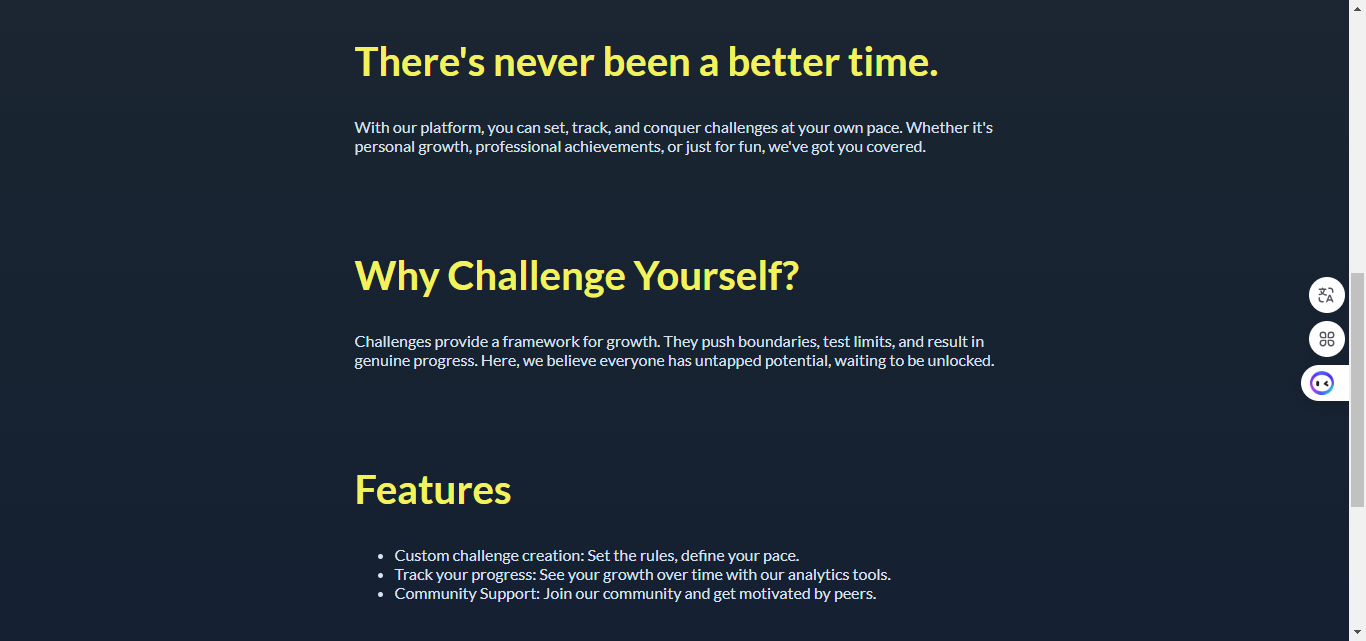 There's never been a better time.
With our platform, you can set, track, and conquer challenges at your own pace. Whether it's
personal growth, professional achievements, or just for fun, we've got you covered.
Why Challenge Yourself?
Challenges provide a framework for growth. They push boundaries, test limits, and result in
genuine progress. Here, we believe everyone has untapped potential, waiting to be unlocked.
Features
• Custom challenge creation: Set the rules, define your pace.
• Track your progress: See your growth over time with our analytics tools.
• Community Support: Join our community and get motivated by peers.